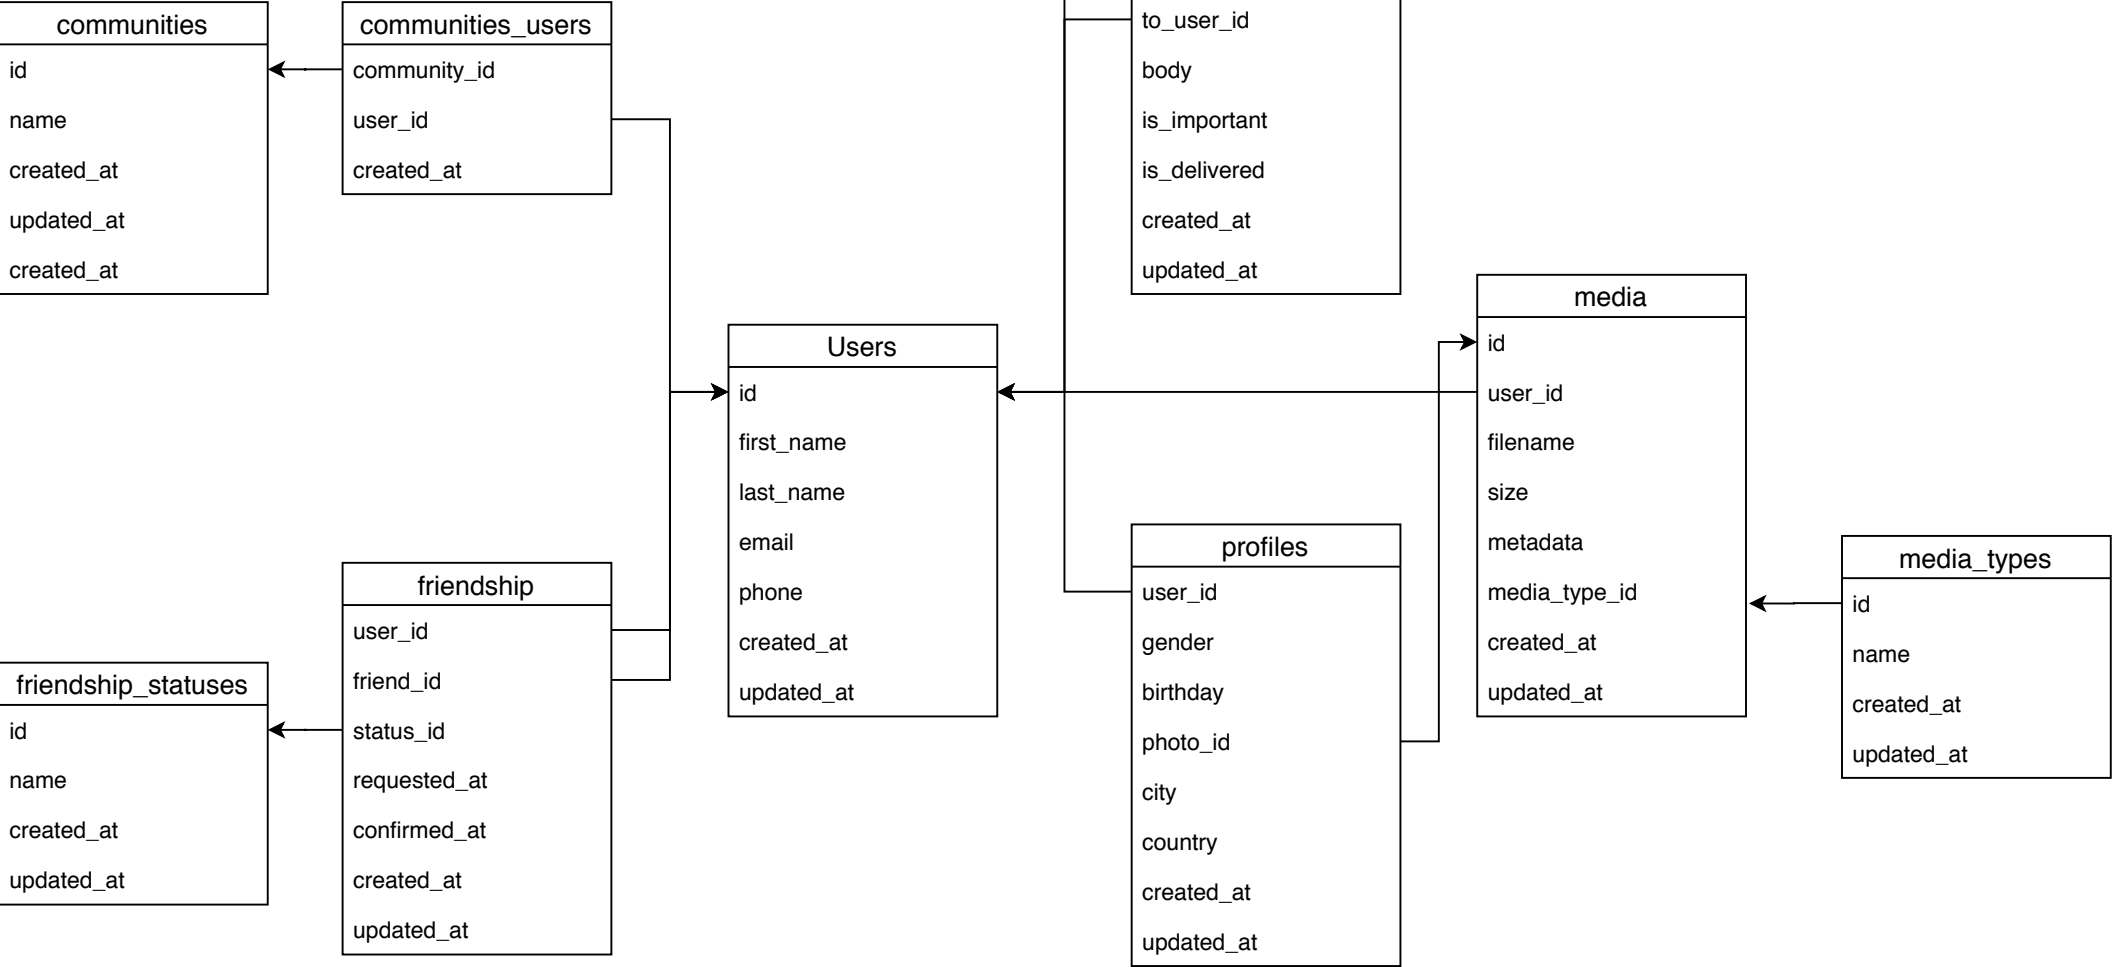 communities
id
name
created_at
updated_at
created_at
communities_users
community_id
user_id
created_at
to_user_id
body
is_important
is_delivered
created_at
updated_at
Users
id
first_name
last_name
email
phone
created_at
updated_at
media
id
user_id
filename
size
metadata
media_type_id
created_at
updated_at
friendship_statuses
id
name
created_at
updated_at
friendship
user_id
friend_id
status_id
requested_at
confirmed_at
created_at
updated_at
profiles
user_id
gender
birthday
photo_id
city
country
created_at
updated_at
media_types
id
name
created_at
updated_at